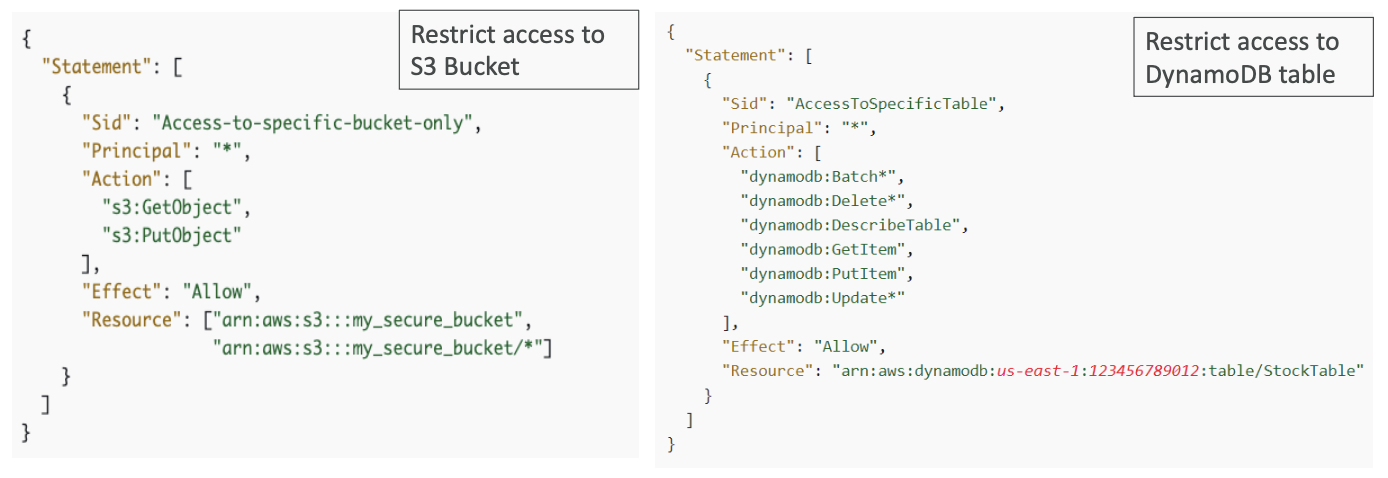 Restrict access to
S3 Bucket
{
  "Statement": [
    {
      "Sid": "Access-to-specific-bucket-only",
      "Principal": "*",
      "Action": [
        "s3:GetObject",
        "s3:PutObject"
      ],
      "Effect": "Allow",
      "Resource": ["arn:aws:s3:::my_secure_bucket",
                   "arn:aws:s3:::my_secure_bucket/*"]
    }
  ]
}
Restrict access to
DynamoDB table
{
  "Statement": [
    {
      "Sid": "AccessToSpecificTable",
      "Principal": "*",
      "Action": [
        "dynamodb:Batch*",
        "dynamodb:Delete*",
        "dynamodb:DescribeTable",
        "dynamodb:GetItem",
        "dynamodb:PutItem",
        "dynamodb:Update*"
      ],
      "Effect": "Allow",
      "Resource": "arn:aws:dynamodb:us-east-1:123456789012:table/StockTable"
    }
  ]
}